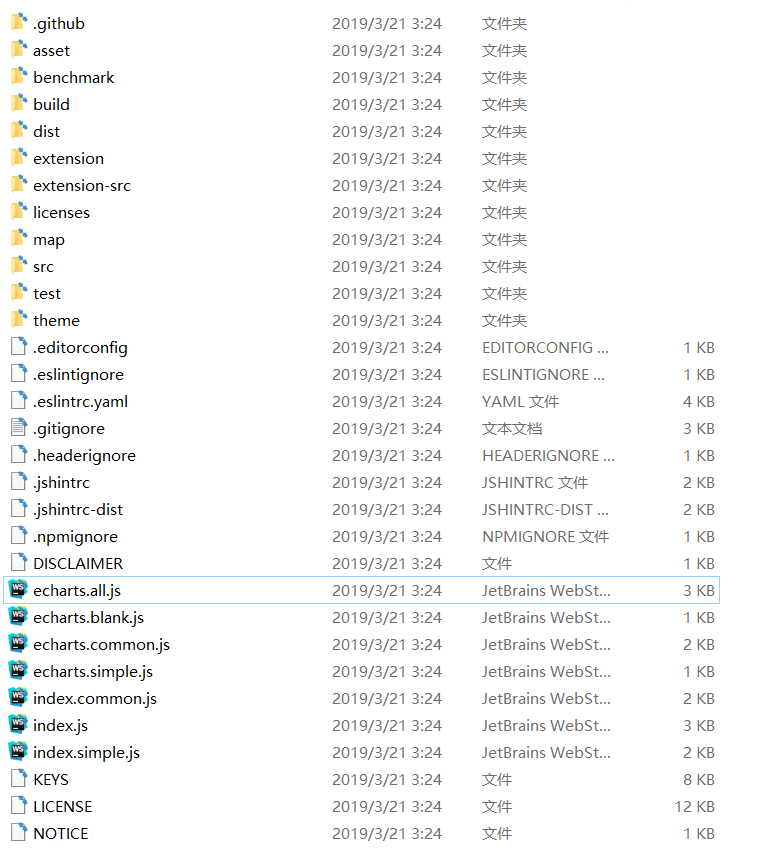 .github 2019/3/21 3:24 文件夹
asset 2019/3/21 3:24 文件夹
benchmark 2019/3/21 3:24 文件夹
build 2019/3/21 3:24 文件夹
dist 2019/3/21 3:24 文件夹
extension 2019/3/21 3:24 文件夹
extension-src 2019/3/21 3:24 文件夹
licenses 2019/3/21 3:24 文件夹
map 2019/3/21 3:24 文件夹
src 2019/3/21 3:24 文件夹
test 2019/3/21 3:24 文件夹
theme 2019/3/21 3:24 文件夹
.editorconfig 2019/3/21 3:24 EDITORCONFIG ... 1 KB
.eslintignore 2019/3/21 3:24 ESLINTIGNORE ... 1 KB
.eslintrc.yaml 2019/3/21 3:24 YAML 文件 4 KB
.gitignore 2019/3/21 3:24 文本文档 3 KB
.headerignore 2019/3/21 3:24 HEADERIGNORE ... 1 KB
.jshintrc 2019/3/21 3:24 JSHINTRC 文件 2 KB
.jshintrc-dist 2019/3/21 3:24 JSHINTRC-DIST ... 2 KB
.npmignore 2019/3/21 3:24 NPMIGNORE 文件 1 KB
DISCLAIMER 2019/3/21 3:24 文件 1 KB
echarts.all.js 2019/3/21 3:24 JetBrains WebSt... 3 KB
echarts.blank.js 2019/3/21 3:24 JetBrains WebSt... 1 KB
echarts.common.js 2019/3/21 3:24 JetBrains WebSt... 2 KB
echarts.simple.js 2019/3/21 3:24 JetBrains WebSt... 1 KB
index.common.js 2019/3/21 3:24 JetBrains WebSt... 2 KB
index.js 2019/3/21 3:24 JetBrains WebSt... 3 KB
index.simple.js 2019/3/21 3:24 JetBrains WebSt... 2 KB
KEYS 2019/3/21 3:24 文件 8 KB
LICENSE 2019/3/21 3:24 文件 12 KB
NOTICE 2019/3/21 3:24 文件 1 KB